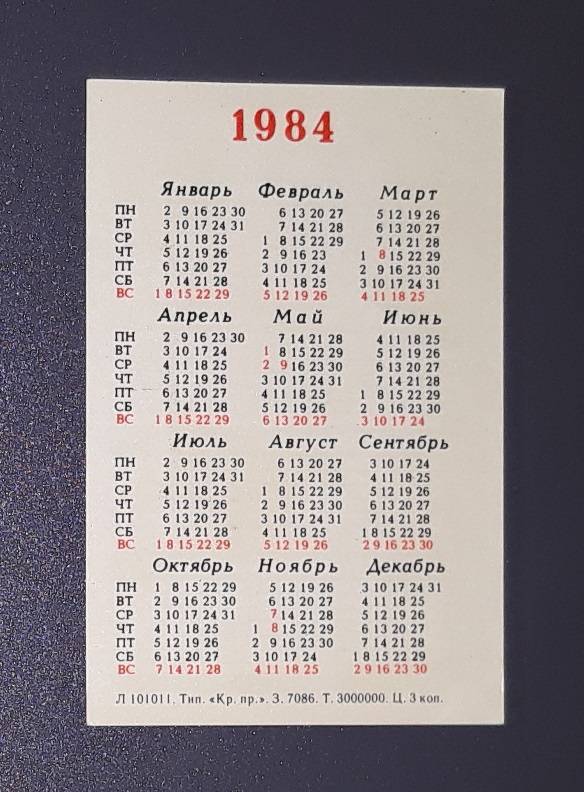 1984
Январь Февраль Март
ПН 2 9 16 23 30 6 13 20 27 5 12 19 26
ВТ 3 10 17 24 31 7 14 21 28 6 13 20 27
СР 4 11 18 25 1 8 15 22 29 7 14 21 28
ЧТ 5 12 19 26 2 9 16 23 1 8 15 22 29
ПТ 6 13 20 27 3 10 17 24 2 9 16 23 30
СБ 7 14 21 28 4 11 18 25 3 10 17 24 31
ВС 1 8 15 22 29 5 12 19 26 4 11 18 25
Апрель Май Июнь
ПН 2 9 16 23 30 7 14 21 28 4 11 18 25
ВТ 3 10 17 24 1 8 15 22 29 5 12 19 26
СР 4 11 18 25 2 9 16 23 30 6 13 20 27
ЧТ 5 12 19 26 3 10 17 24 31 7 14 21 28
ПТ 6 13 20 27 4 11 18 25 1 8 15 22 29
СБ 7 14 21 28 5 12 19 26 2 9 16 23 30
ВС 1 8 15 22 29 6 13 20 27 3 10 17 24
Июль Август Сентябрь
ПН 2 9 16 23 30 6 13 20 27 3 10 17 24
ВТ 3 10 17 24 31 7 14 21 28 4 11 18 25
СР 4 11 18 25 1 8 15 22 29 5 12 19 26
ЧТ 5 12 19 26 2 9 16 23 30 6 13 20 27
ПТ 6 13 20 27 3 10 17 24 31 7 14 21 28
СБ 7 14 21 28 4 11 18 25 1 8 15 22 29
ВС 1 8 15 22 29 5 12 19 26 2 9 16 23 30
Октябрь Ноябрь Декабрь
ПН 1 8 15 22 29 5 12 19 26 3 10 17 24 31
ВТ 2 9 16 23 30 6 13 20 27 4 11 18 25
СР 3 10 17 24 31 7 14 21 28 5 12 19 26
ЧТ 4 11 18 25 1 8 15 22 29 6 13 20 27
ПТ 5 12 19 26 2 9 16 23 30 7 14 21 28
СБ 6 13 20 27 3 10 17 24 1 8 15 22 29
ВС 7 14 21 28 4 11 18 25 2 9 16 23 30
Л 101011. Тип. «Кр. пр.». З. 7086. Т. 3000000. Ц. 3 коп.